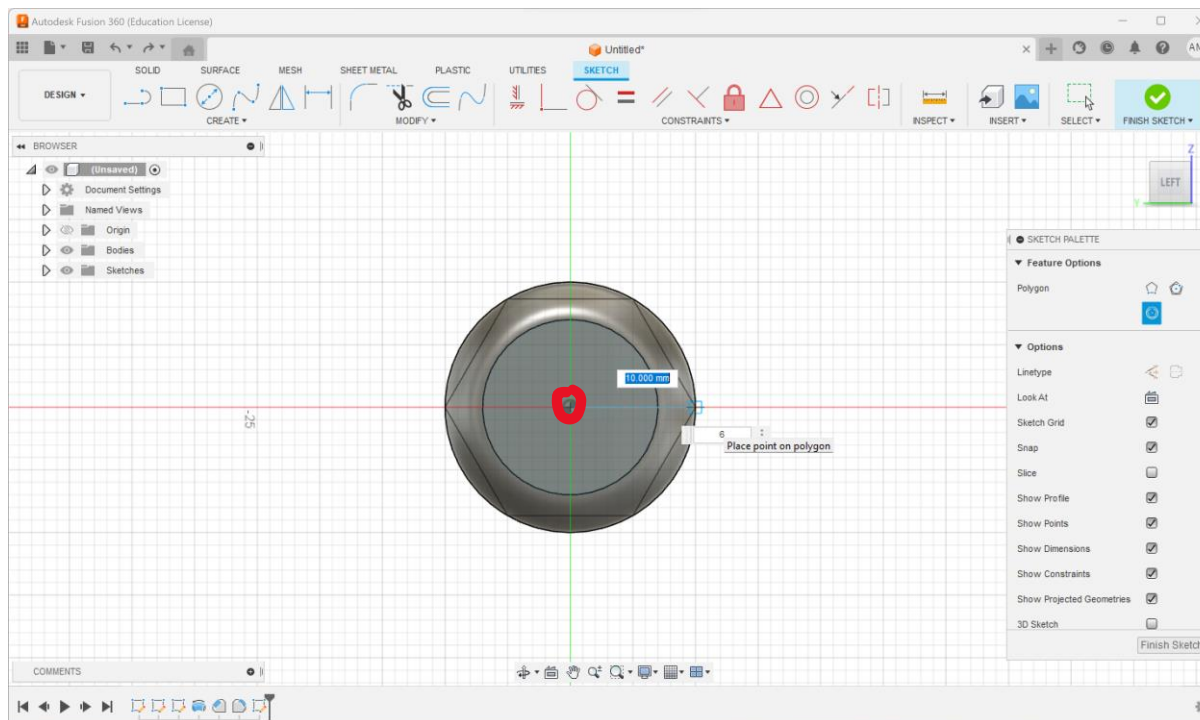 Autodesk Fusion 360 (Education License)
Untitled*
AM
SOLID SURFACE MESH SHEET METAL PLASTIC UTILITIES SKETCH
DESIGN
CREATE MODIFY CONSTRAINTS INSPECT INSERT SELECT FINISH SKETCH
BROWSER
(Unsaved)
Document Settings
Named Views
Origin
Bodies
Sketches
Z
LEFT
Y
SKETCH PALETTE
Feature Options
Polygon
Options
Linetype
Look At
Sketch Grid
Snap
Slice
Show Profile
Show Points
Show Dimensions
Show Constraints
Show Projected Geometries
3D Sketch
Finish Sketch
10.000 mm
-25
6
Place point on polygon
COMMENTS